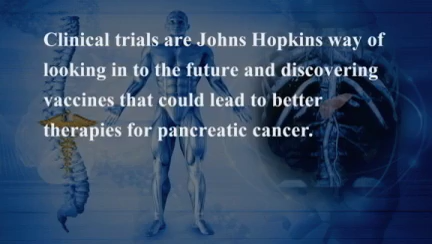 Clinical trials are Johns Hopkins way of
looking in to the future and discovering
vaccines that could lead to better
therapies for pancreatic cancer.